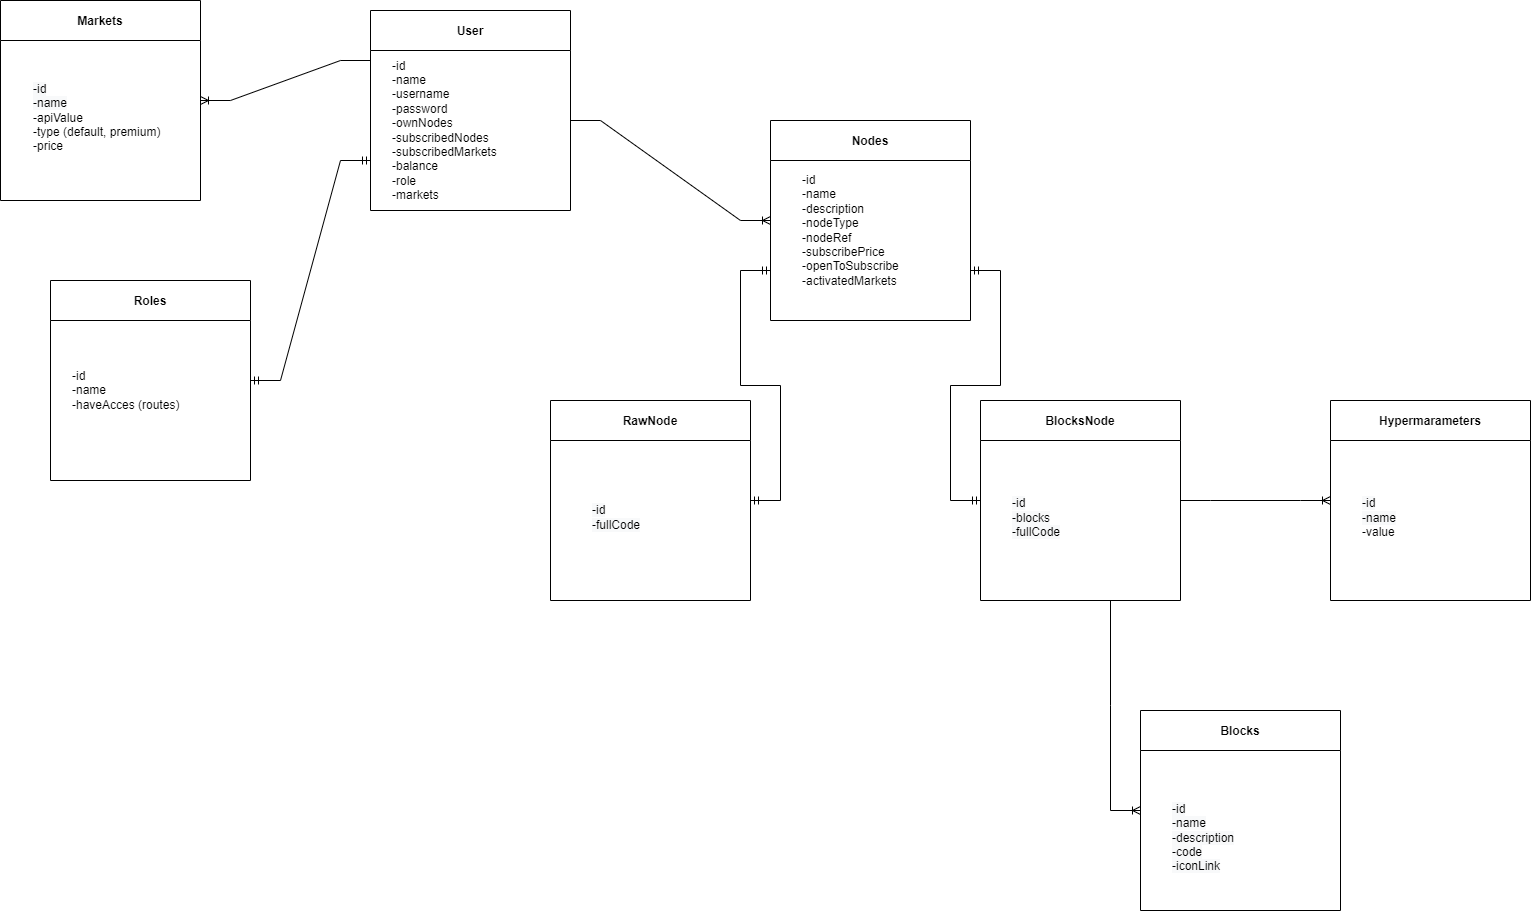 Markets
-id
-name
-apiValue
-type (default, premium)
-price
User
-id
-name
-username
-password
-ownNodes
-subscribedNodes
-subscribedMarkets
-balance
-role
-markets
Nodes
-id
-name
-description
-nodeType
-nodeRef
-subscribePrice
-openToSubscribe
-activatedMarkets
Roles
-id
-name
-haveAcces (routes)
RawNode
-id
-fullCode
BlocksNode
-id
-blocks
-fullCode
Hypermarameters
-id
-name
-value
Blocks
-id
-name
-description
-code
-iconLink